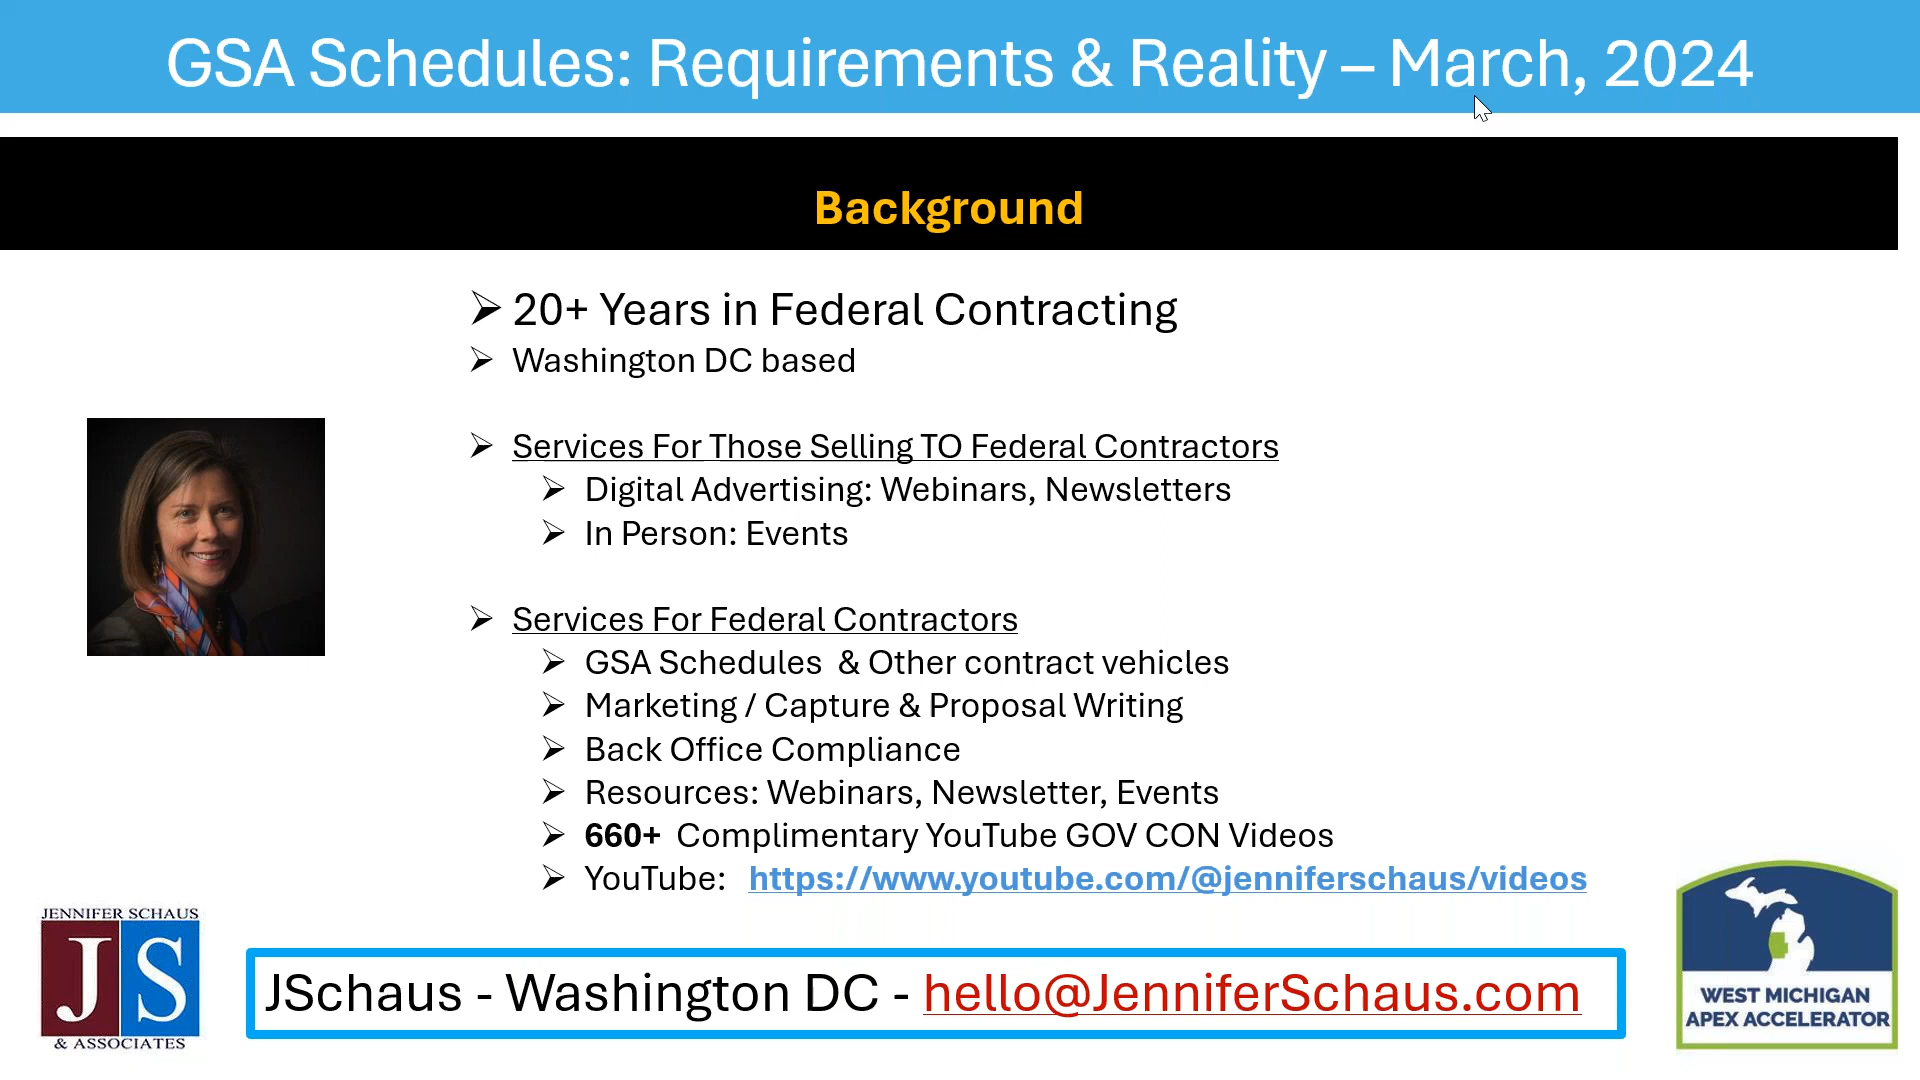 GSA Schedules: Requirements & Reality – March, 2024
Background
➢ 20+ Years in Federal Contracting
➢ Washington DC based
➢ Services For Those Selling TO Federal Contractors
➢ Digital Advertising: Webinars, Newsletters
➢ In Person: Events
➢ Services For Federal Contractors
➢ GSA Schedules & Other contract vehicles
➢ Marketing / Capture & Proposal Writing
➢ Back Office Compliance
➢ Resources: Webinars, Newsletter, Events
➢ 660+ Complimentary YouTube GOV CON Videos
➢ YouTube: https://www.youtube.com/@jenniferschaus/videos
JENNIFER SCHAUS
JS
& ASSOCIATES
JSchaus - Washington DC - hello@JenniferSchaus.com
WEST MICHIGAN
APEX ACCELERATOR